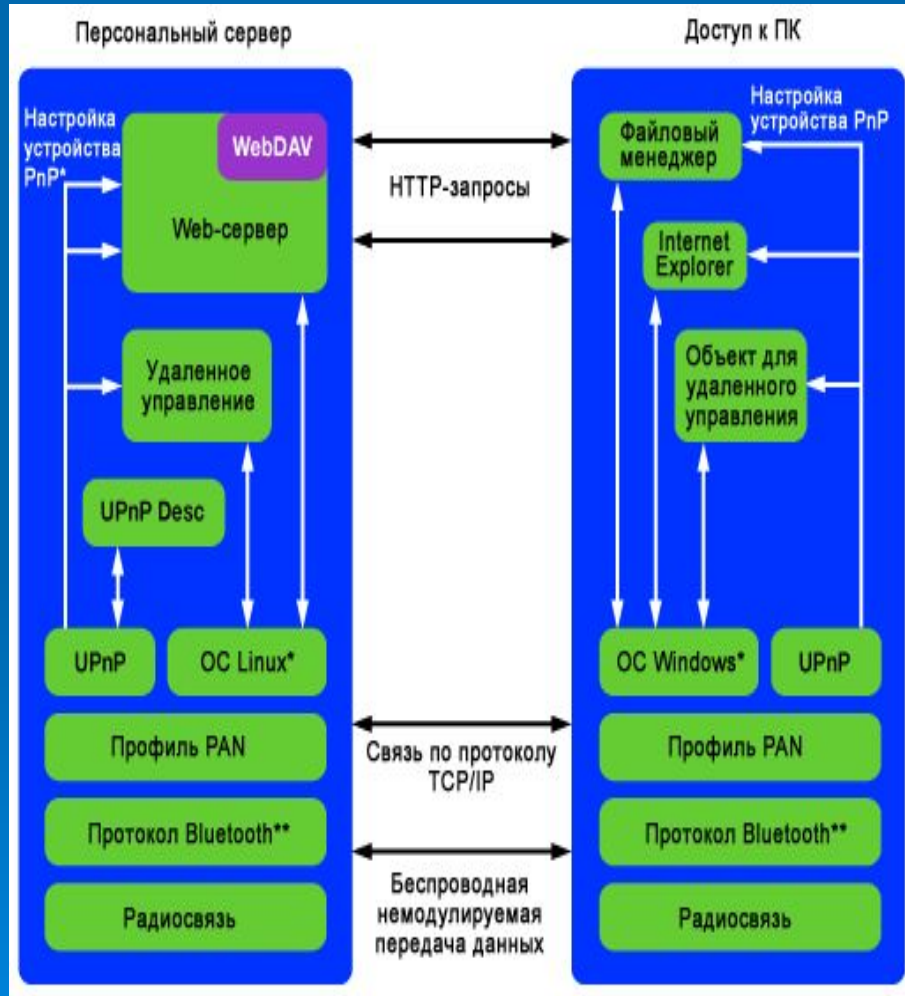 Персональный сервер
Доступ к ПК
Настройка
устройства
PnP*
WebDAV
Web-сервер
Удаленное
управление
UPnP Desc
UPnP
ОС Linux*
Профиль PAN
Протокол Bluetooth**
Радиосвязь
HTTP-запросы
Связь по протоколу
TCP/IP
Беспроводная
немодулируемая
передача данных
Настройка
устройства PnP
Файловый
менеджер
Internet
Explorer
Объект для
удаленного
управления
ОС Windows*
UPnP
Профиль PAN
Протокол Bluetooth**
Радиосвязь